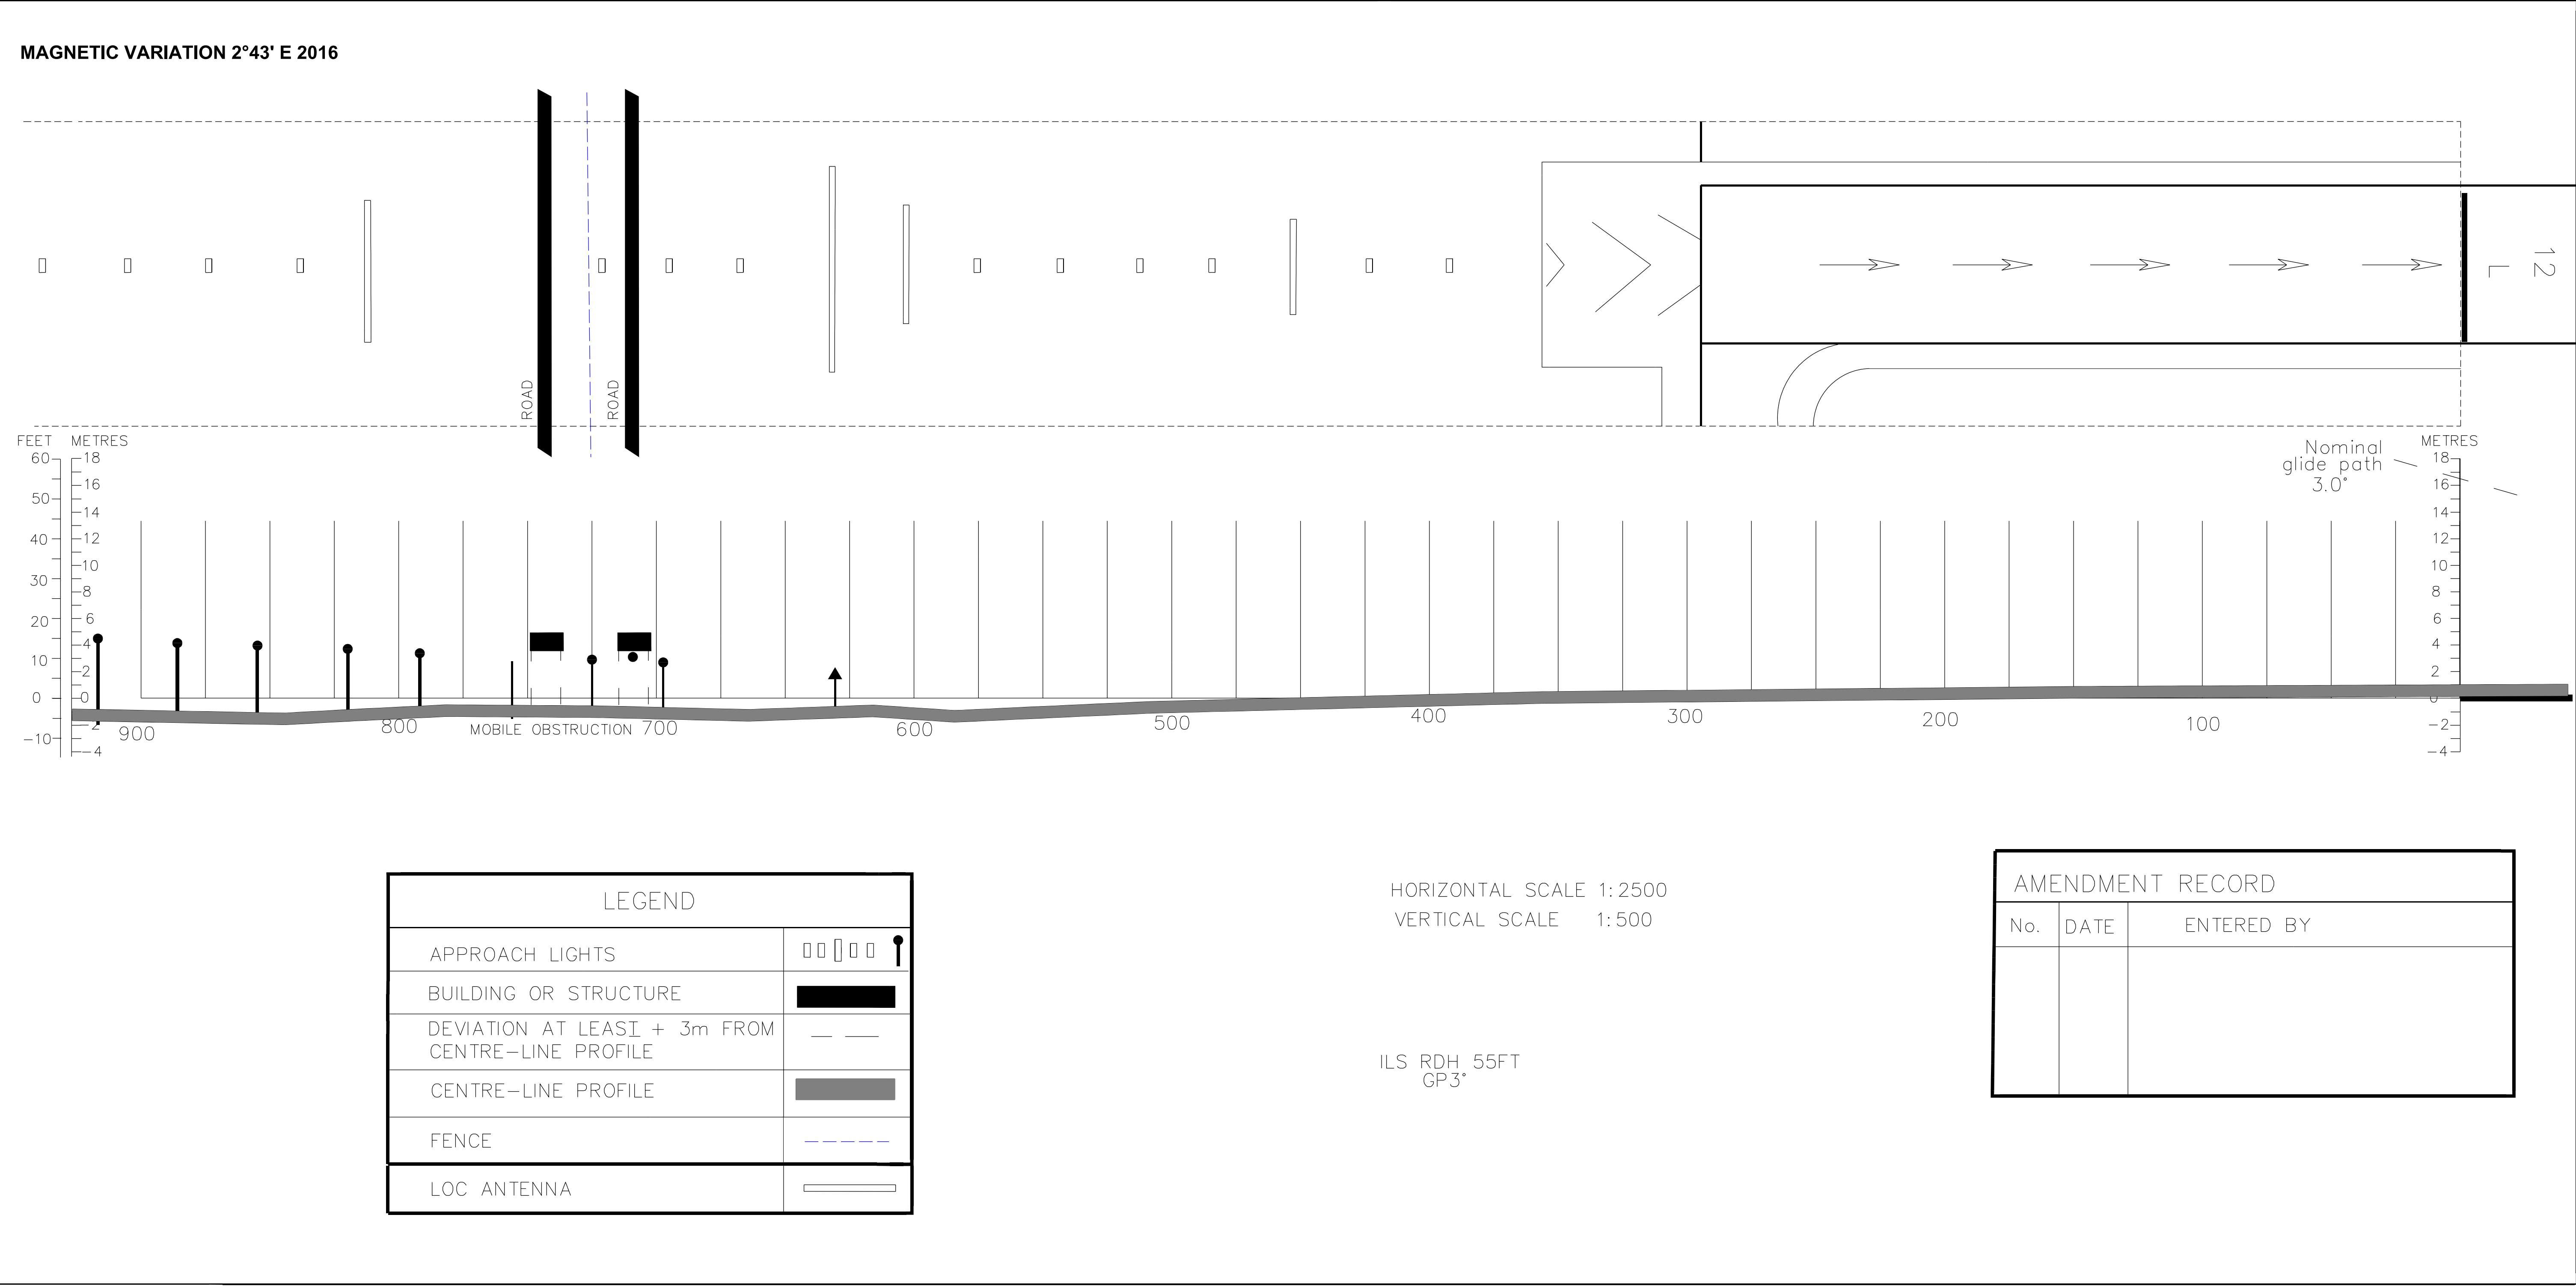 MAGNETIC VARIATION 2°43' E 2016
ROAD
ROAD
12
L
FEET METRES
60
50
40
30
20
10
0
-10
18
16
14
12
10
8
6
4
2
0
-2
-4
Nominal
glide path
3.0°
METRES
18
16
14
12
10
8
6
4
2
0
-2
-4
900
800
MOBILE OBSTRUCTION
700
600
500
400
300
200
100
LEGEND
APPROACH LIGHTS
BUILDING OR STRUCTURE
DEVIATION AT LEAST + 3m FROM
CENTRE-LINE PROFILE
CENTRE-LINE PROFILE
FENCE
LOC ANTENNA
HORIZONTAL SCALE 1:2500
VERTICAL SCALE 1:500
ILS RDH 55FT
GP3°
AMENDMENT RECORD
No. DATE ENTERED BY